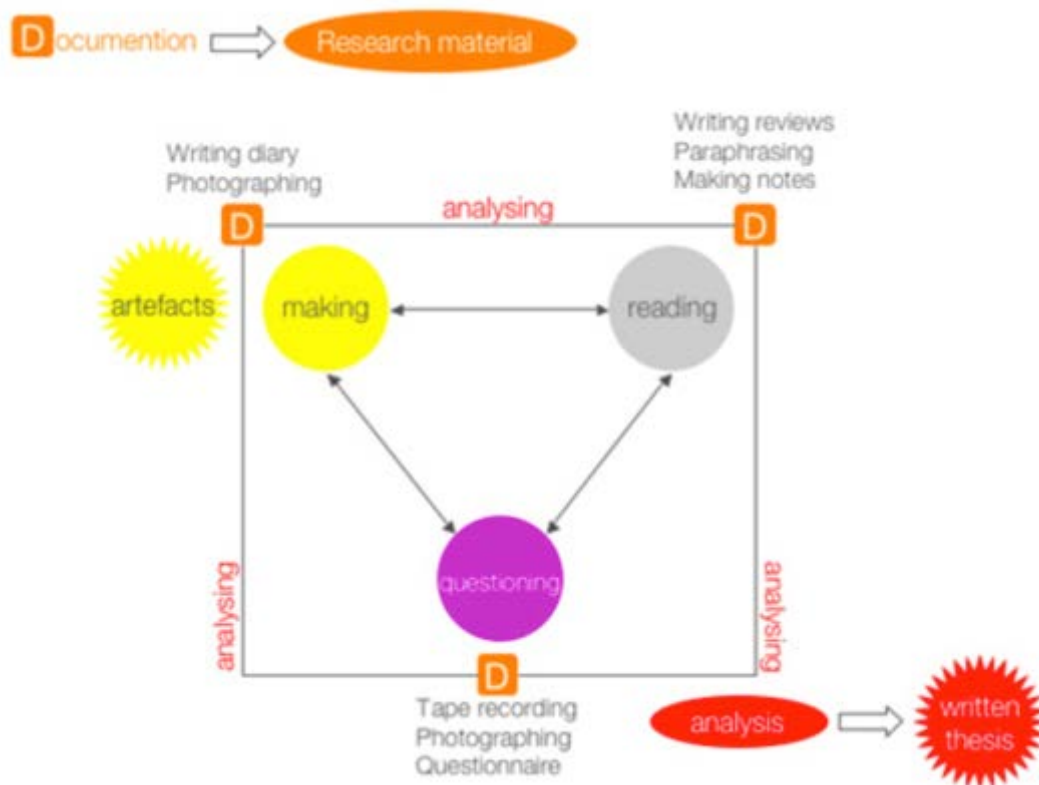 Documention
Research material
Writing diary
Photographing
Writing reviews
Paraphrasing
Making notes
D
analysing
D
artefacts
making
reading
questioning
analysing
analysing
D
Tape recording
Photographing
Questionnaire
analysis
written
thesis